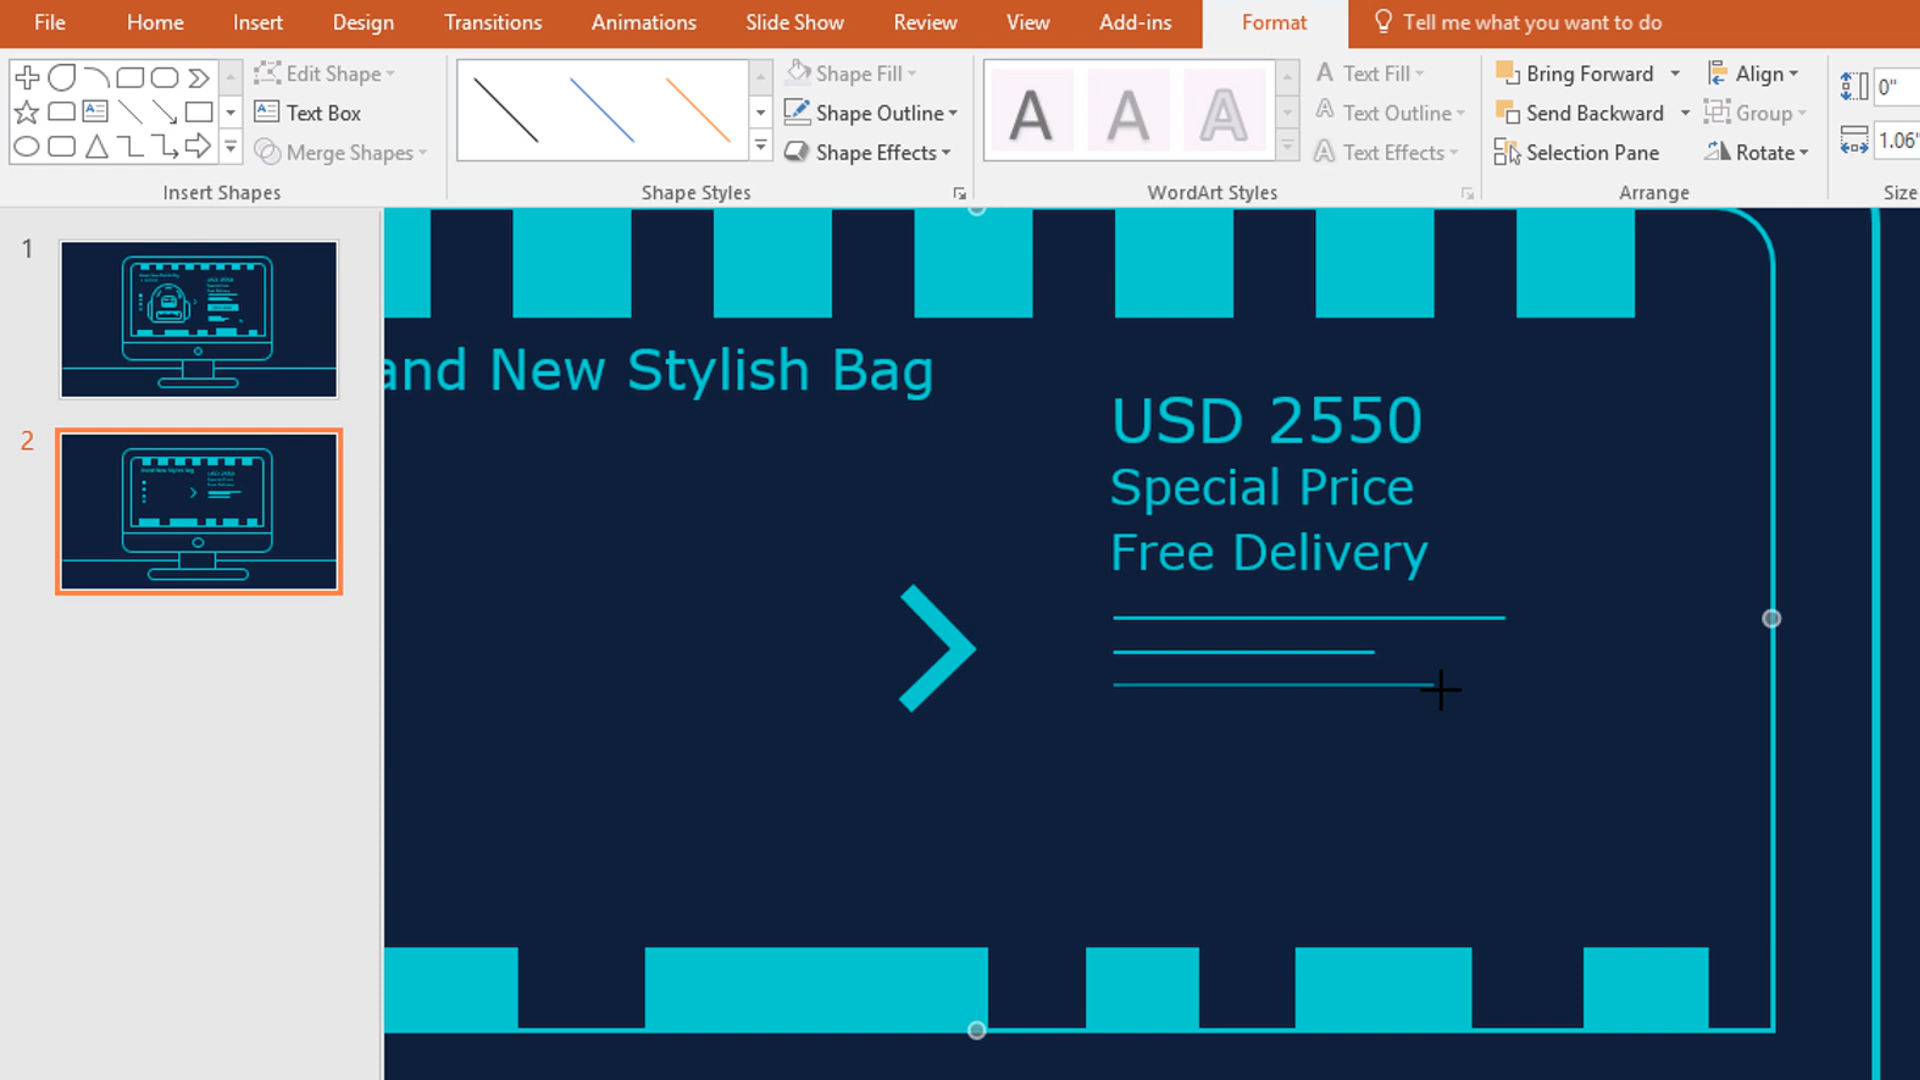 File Home Insert Design Transitions Animations Slide Show Review View Add-ins Format Tell me what you want to do
Edit Shape Shape Fill Text Fill Bring Forward Align 0"
Text Box Shape Outline Text Outline Send Backward Group
Merge Shapes Shape Effects Text Effects Selection Pane Rotate 1.06"
A A A
Insert Shapes Shape Styles WordArt Styles Arrange Size
1
2
and New Stylish Bag
USD 2550
Special Price
Free Delivery